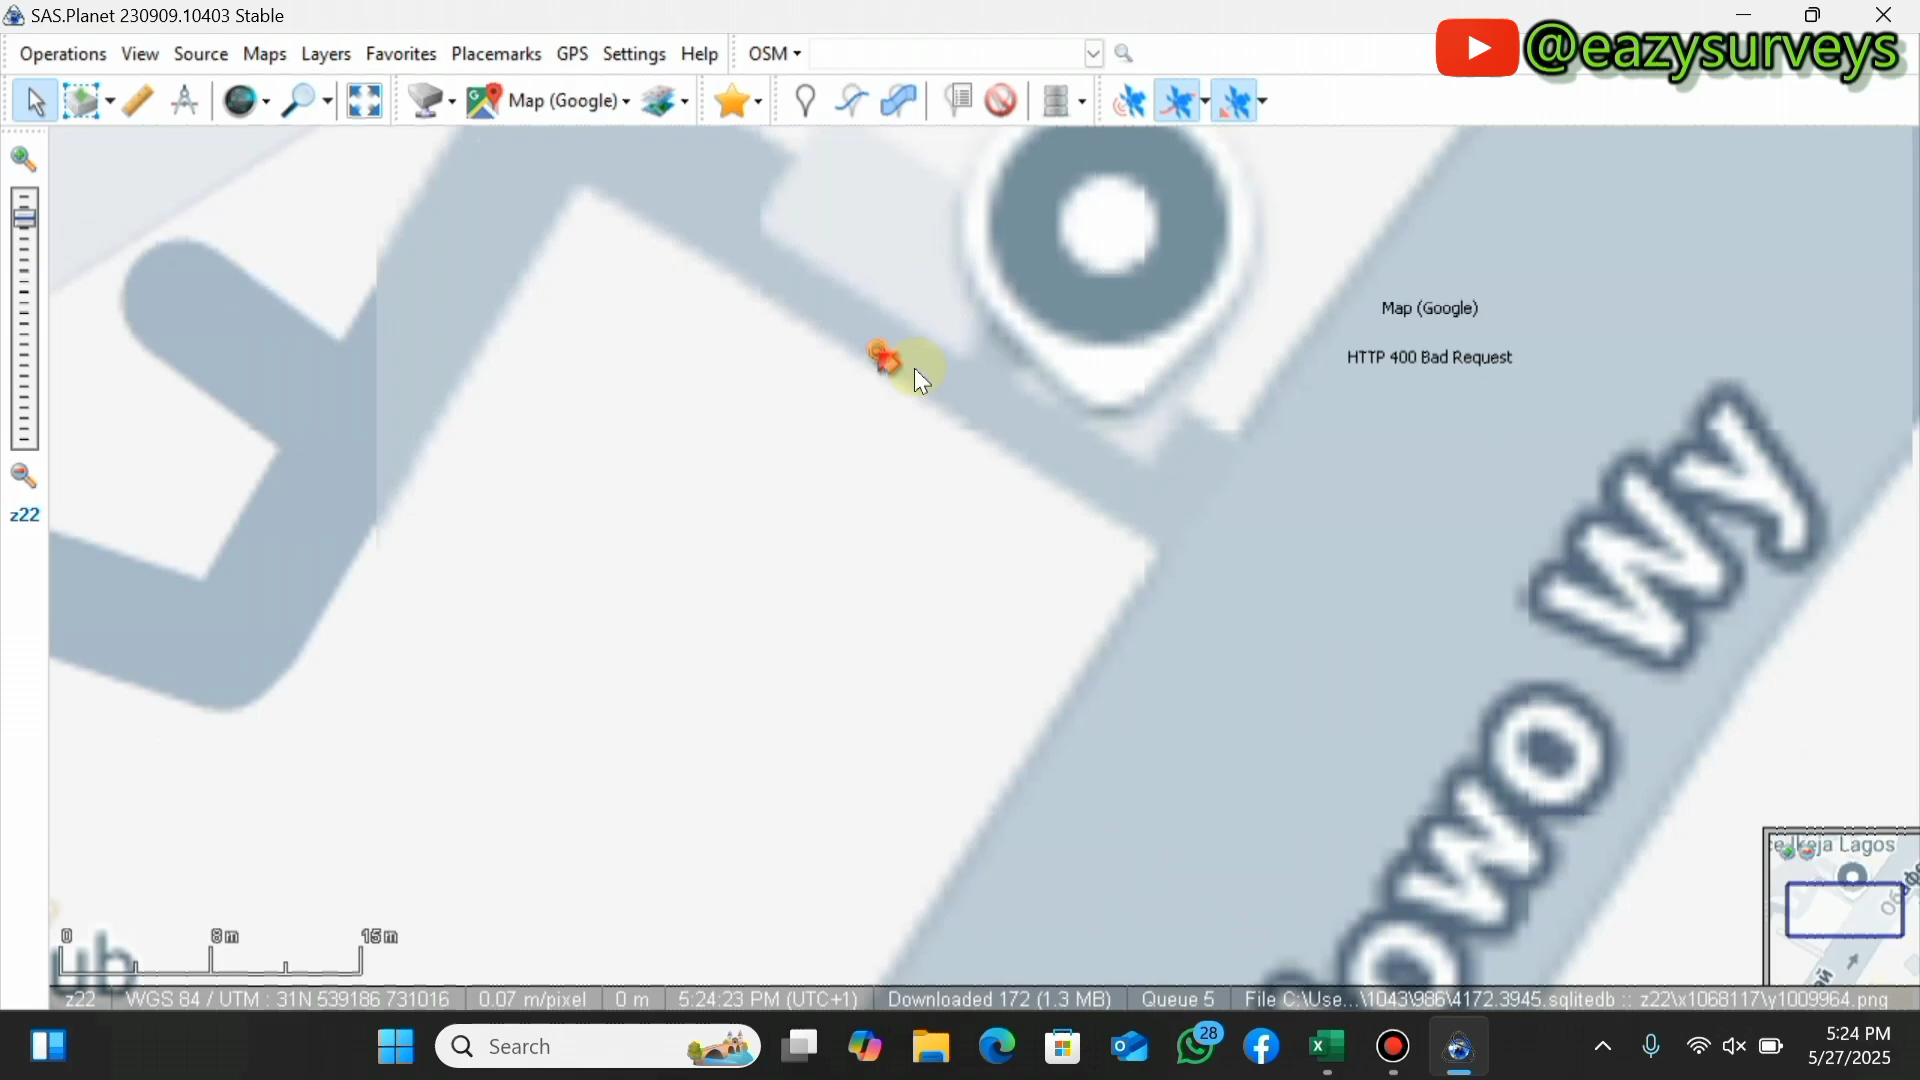 SAS.Planet 230909.10403 Stable
@eazysurveys
Operations View Source Maps Layers Favorites Placemarks GPS Settings Help OSM
Map (Google)
z22
Map (Google)
HTTP 400 Bad Request
Wy
owo
ub
0 8m 15m
ce Ikeja Lagos
z22 WGS 84 / UTM : 31N 539186 731016 0.07 m/pixel 0 m 5:24:23 PM (UTC+1) Downloaded 172 (1.3 MB) Queue 5 File C:\Use...\1043\986\4172.3945.sqlitedb :: z22\x1068117\y1009964.png
Search
28
5:24 PM
5/27/2025